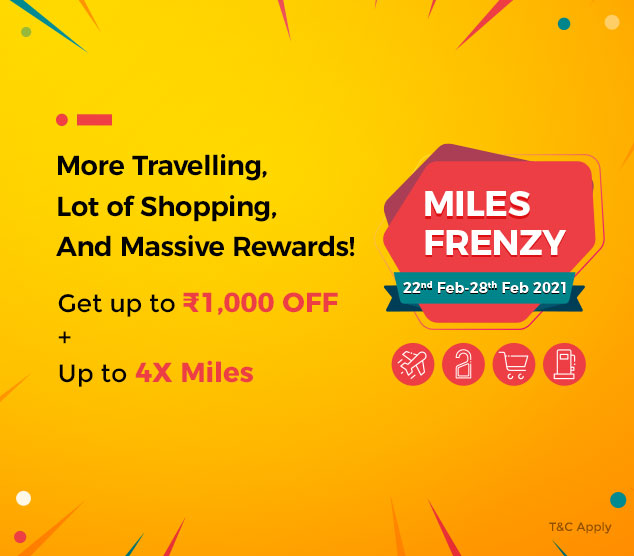 More Travelling,
Lot of Shopping,
And Massive Rewards!
Get up to ₹1,000 OFF
+
Up to 4X Miles
MILES
FRENZY
22nd Feb-28th Feb 2021
T&C Apply